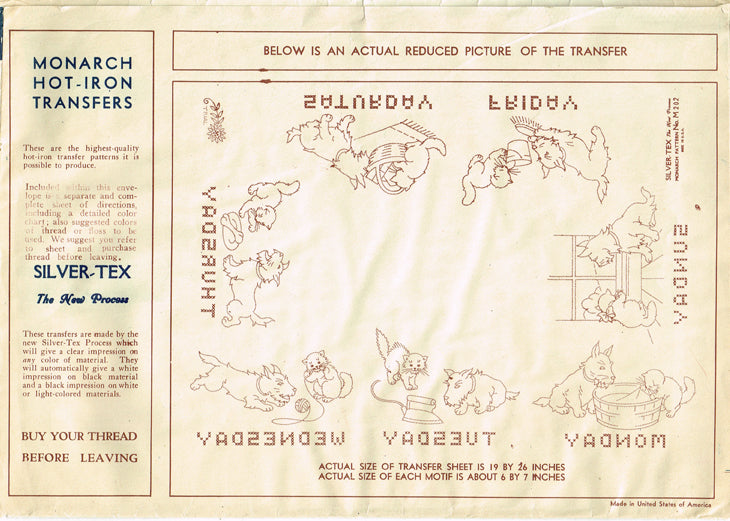 MONARCH
HOT-IRON
TRANSFERS
These are the highest-quality
hot-iron transfer patterns it is
possible to produce.
Included within this enve-
lope is a separate and com-
plete sheet of directions,
including a detailed color
chart; also suggested colors
of thread or floss to be
used. We suggest you refer
to sheet and purchase
thread before leaving.
SILVER-TEX
The New Process
These transfers are made by the
new Silver-Tex Process which
will give a clear impression on
any color of material. They
will automatically give a white
impression on black material
and a black impression on white
or light-colored materials.
BUY YOUR THREAD
BEFORE LEAVING
BELOW IS AN ACTUAL REDUCED PICTURE OF THE TRANSFER
TRIAL
SATURDAY
FRIDAY
SILVER-TEX The New Process
MONARCH PATTERN No. M202
MADE IN U.S.A.
THURSDAY
SUNDAY
WEDNESDAY
TUESDAY
MONDAY
ACTUAL SIZE OF TRANSFER SHEET IS 19 BY 26 INCHES
ACTUAL SIZE OF EACH MOTIF IS ABOUT 6 BY 7 INCHES
Made in United States of America